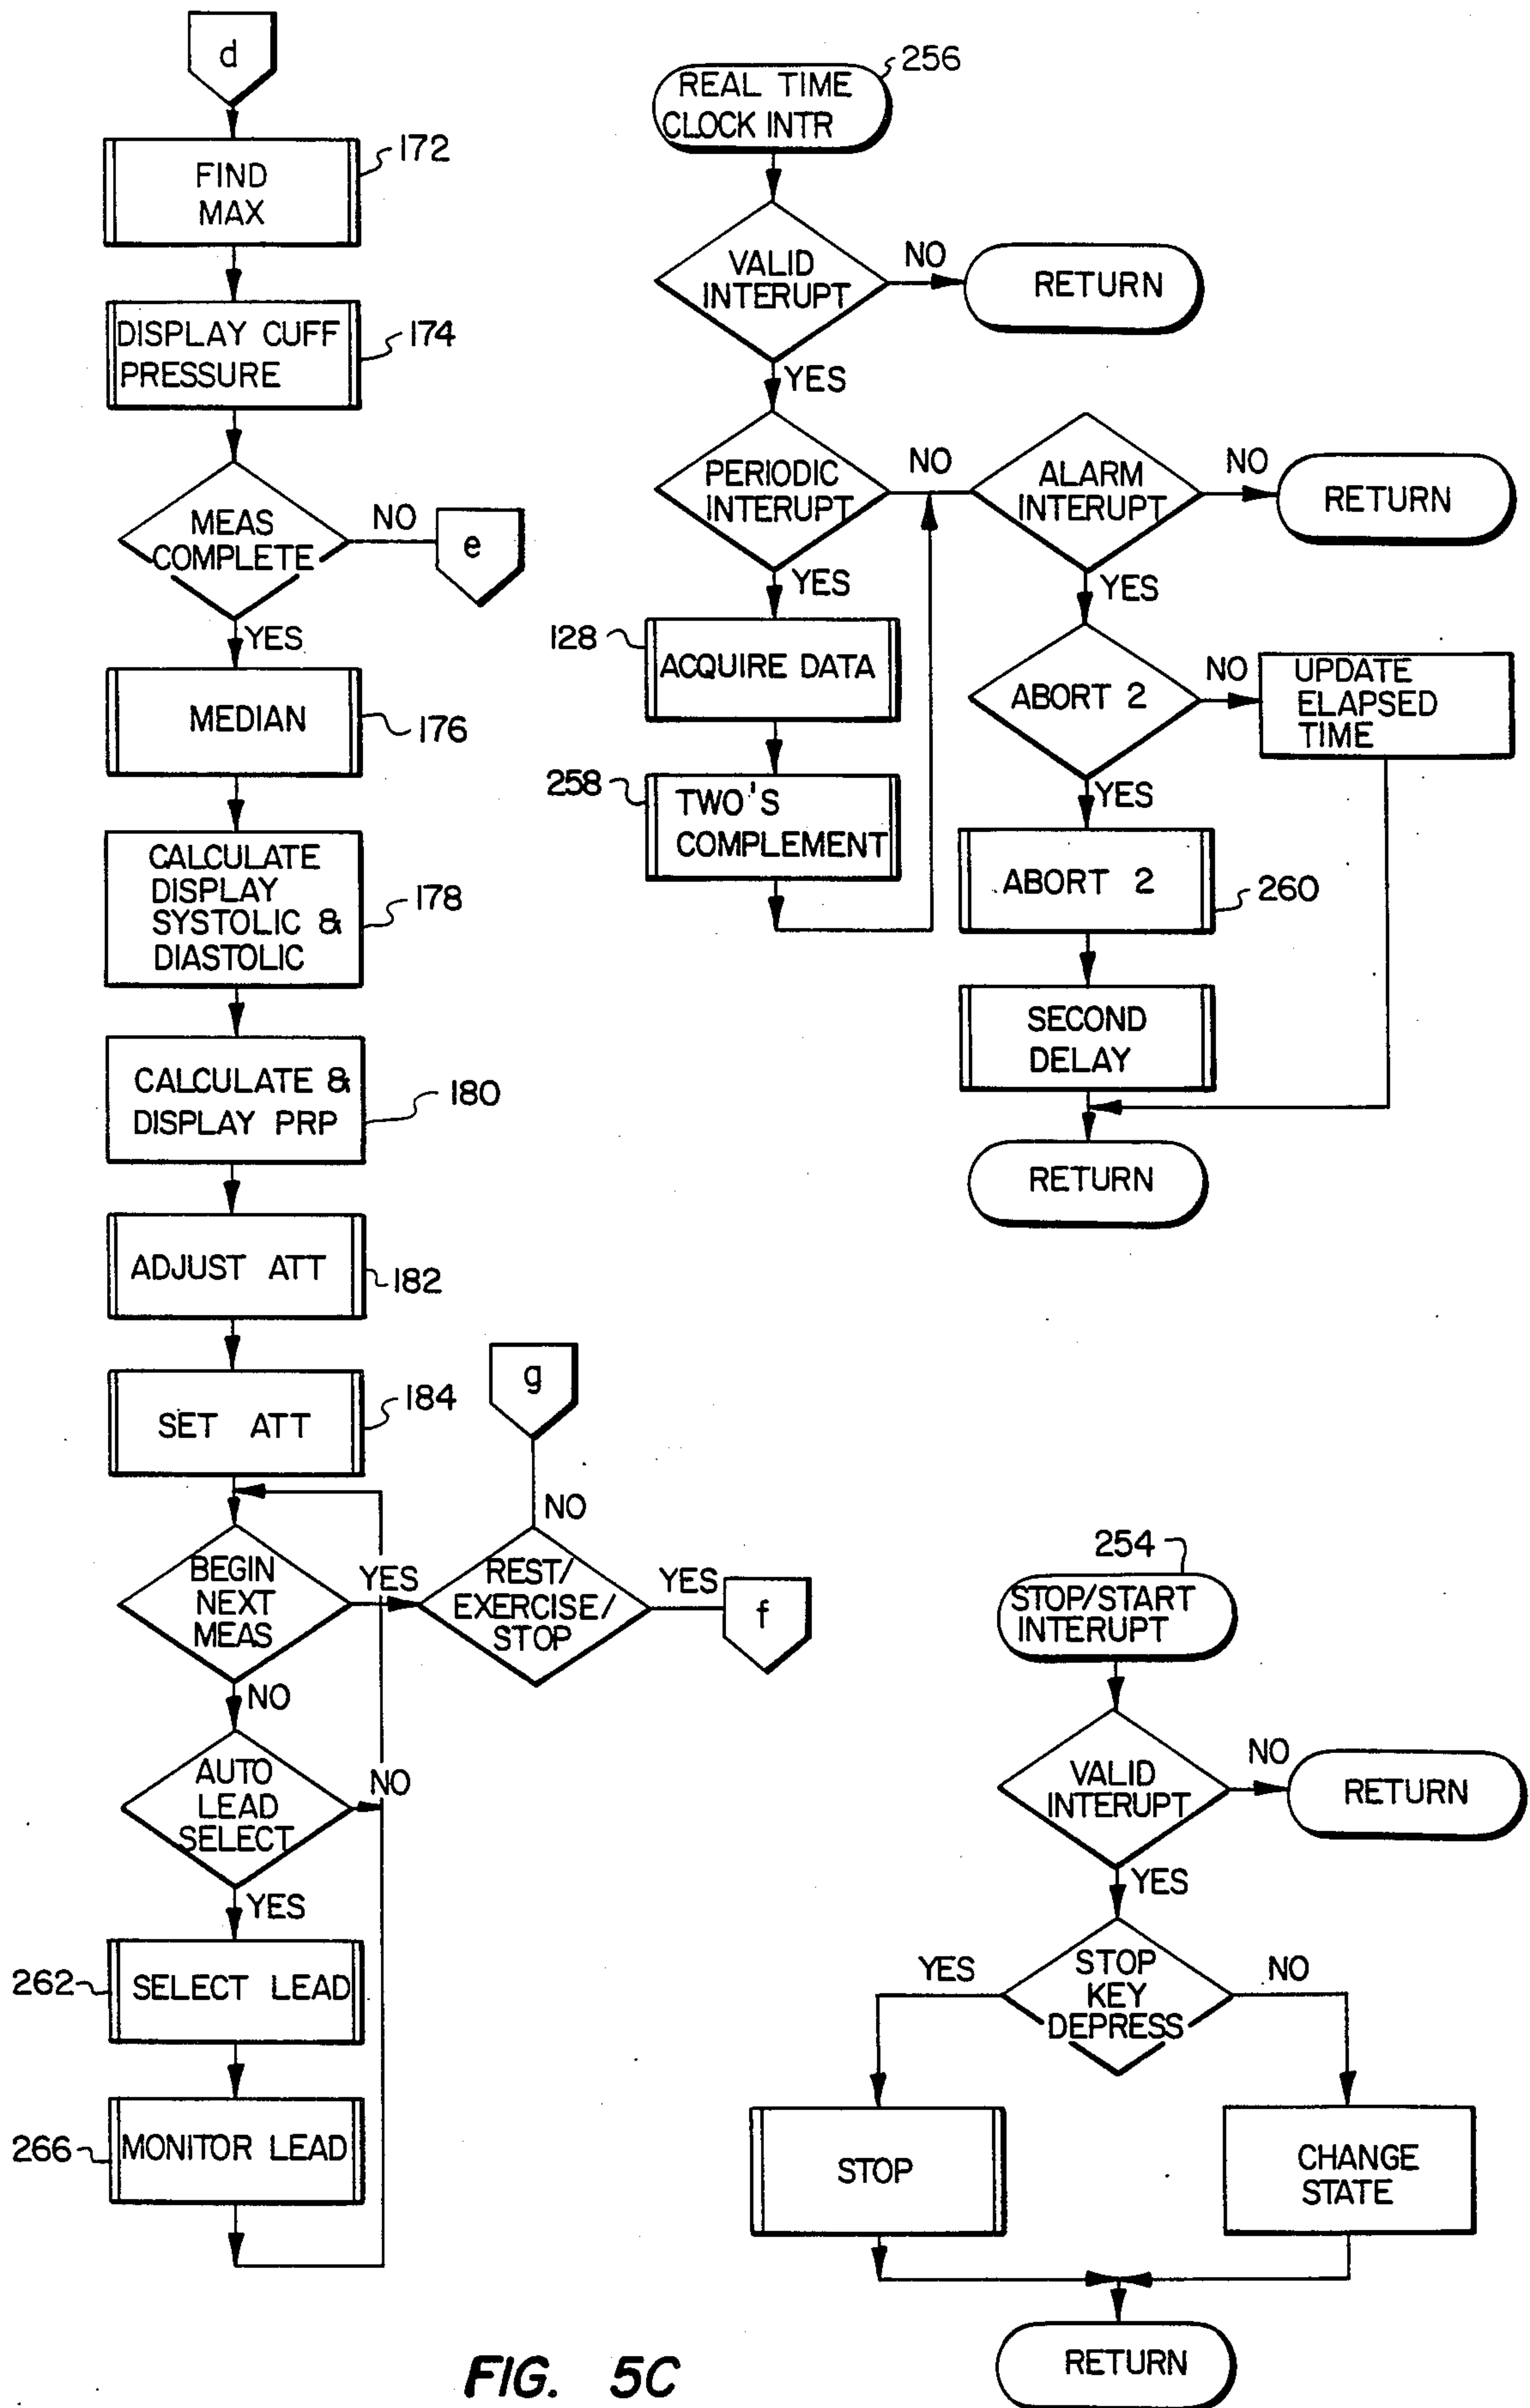 d
FIND
MAX
172
DISPLAY CUFF
PRESSURE
174
MEAS
COMPLETE
NO
e
YES
MEDIAN
176
CALCULATE
DISPLAY
SYSTOLIC &
DIASTOLIC
178
CALCULATE &
DISPLAY PRP
180
ADJUST ATT
182
SET ATT
184
g
NO
BEGIN
NEXT
MEAS
YES
REST/
EXERCISE/
STOP
YES
f
NO
AUTO
LEAD
SELECT
NO
YES
262
SELECT LEAD
266
MONITOR LEAD
REAL TIME
CLOCK INTR
256
VALID
INTERUPT
NO
RETURN
YES
PERIODIC
INTERUPT
NO
ALARM
INTERUPT
NO
RETURN
YES
128
ACQUIRE DATA
258
TWO'S
COMPLEMENT
YES
ABORT 2
NO
UPDATE
ELAPSED
TIME
YES
ABORT 2
260
SECOND
DELAY
RETURN
254
STOP/START
INTERUPT
VALID
INTERUPT
NO
RETURN
YES
STOP
KEY
DEPRESS
YES
NO
STOP
CHANGE
STATE
RETURN
FIG. 5C